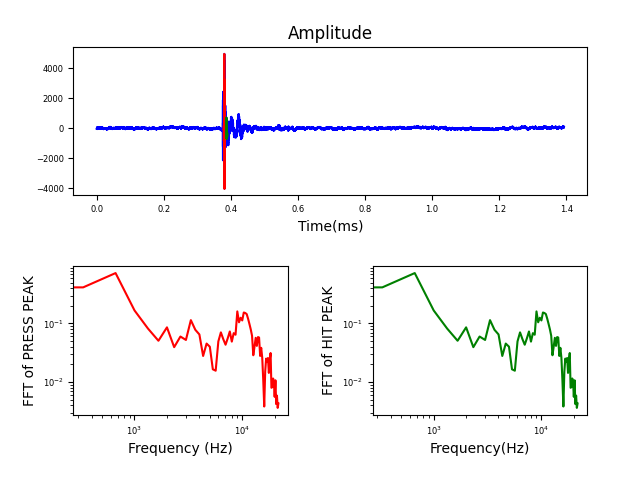 Amplitude
4000
2000
0
−2000
−4000
0.0 0.2 0.4 0.6 0.8 1.0 1.2 1.4
Time(ms)
FFT of PRESS PEAK
10⁻¹
10⁻²
10³ 10⁴
Frequency (Hz)
FFT of HIT PEAK
10⁻¹
10⁻²
10³ 10⁴
Frequency(Hz)